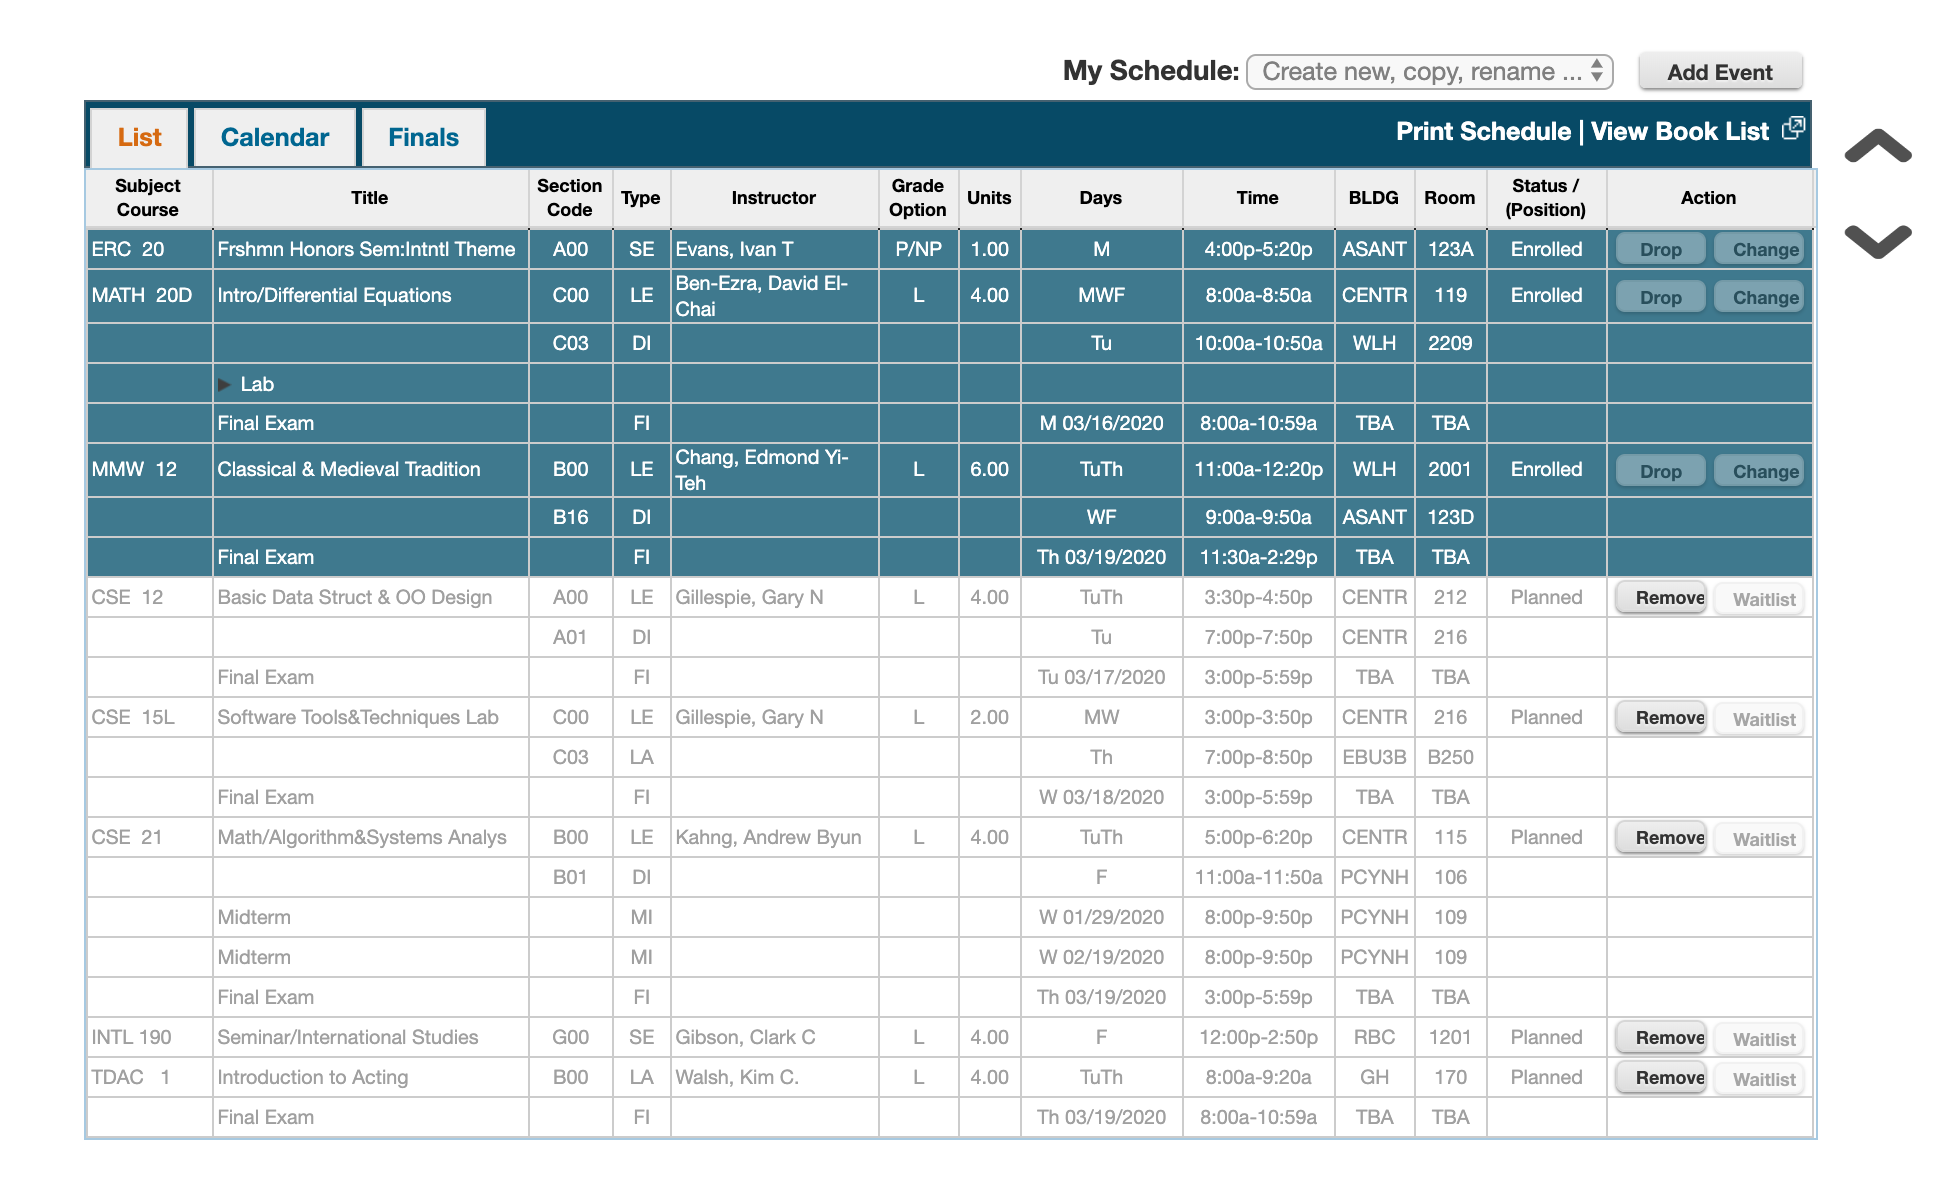 My Schedule: Create new, copy, rename ... Add Event
List Calendar Finals Print Schedule | View Book List
Subject Course Title Section Code Type Instructor Grade Option Units Days Time BLDG Room Status / (Position) Action
ERC 20 Frshmn Honors Sem:Intntl Theme A00 SE Evans, Ivan T P/NP 1.00 M 4:00p-5:20p ASANT 123A Enrolled Drop Change
MATH 20D Intro/Differential Equations C00 LE Ben-Ezra, David El-Chai L 4.00 MWF 8:00a-8:50a CENTR 119 Enrolled Drop Change
C03 DI Tu 10:00a-10:50a WLH 2209
Lab
Final Exam FI M 03/16/2020 8:00a-10:59a TBA TBA
MMW 12 Classical & Medieval Tradition B00 LE Chang, Edmond Yi-Teh L 6.00 TuTh 11:00a-12:20p WLH 2001 Enrolled Drop Change
B16 DI WF 9:00a-9:50a ASANT 123D
Final Exam FI Th 03/19/2020 11:30a-2:29p TBA TBA
CSE 12 Basic Data Struct & OO Design A00 LE Gillespie, Gary N L 4.00 TuTh 3:30p-4:50p CENTR 212 Planned Remove Waitlist
A01 DI Tu 7:00p-7:50p CENTR 216
Final Exam FI Tu 03/17/2020 3:00p-5:59p TBA TBA
CSE 15L Software Tools&Techniques Lab C00 LE Gillespie, Gary N L 2.00 MW 3:00p-3:50p CENTR 216 Planned Remove Waitlist
C03 LA Th 7:00p-8:50p EBU3B B250
Final Exam FI W 03/18/2020 3:00p-5:59p TBA TBA
CSE 21 Math/Algorithm&Systems Analys B00 LE Kahng, Andrew Byun L 4.00 TuTh 5:00p-6:20p CENTR 115 Planned Remove Waitlist
B01 DI F 11:00a-11:50a PCYNH 106
Midterm MI W 01/29/2020 8:00p-9:50p PCYNH 109
Midterm MI W 02/19/2020 8:00p-9:50p PCYNH 109
Final Exam FI Th 03/19/2020 3:00p-5:59p TBA TBA
INTL 190 Seminar/International Studies G00 SE Gibson, Clark C L 4.00 F 12:00p-2:50p RBC 1201 Planned Remove Waitlist
TDAC 1 Introduction to Acting B00 LA Walsh, Kim C. L 4.00 TuTh 8:00a-9:20a GH 170 Planned Remove Waitlist
Final Exam FI Th 03/19/2020 8:00a-10:59a TBA TBA